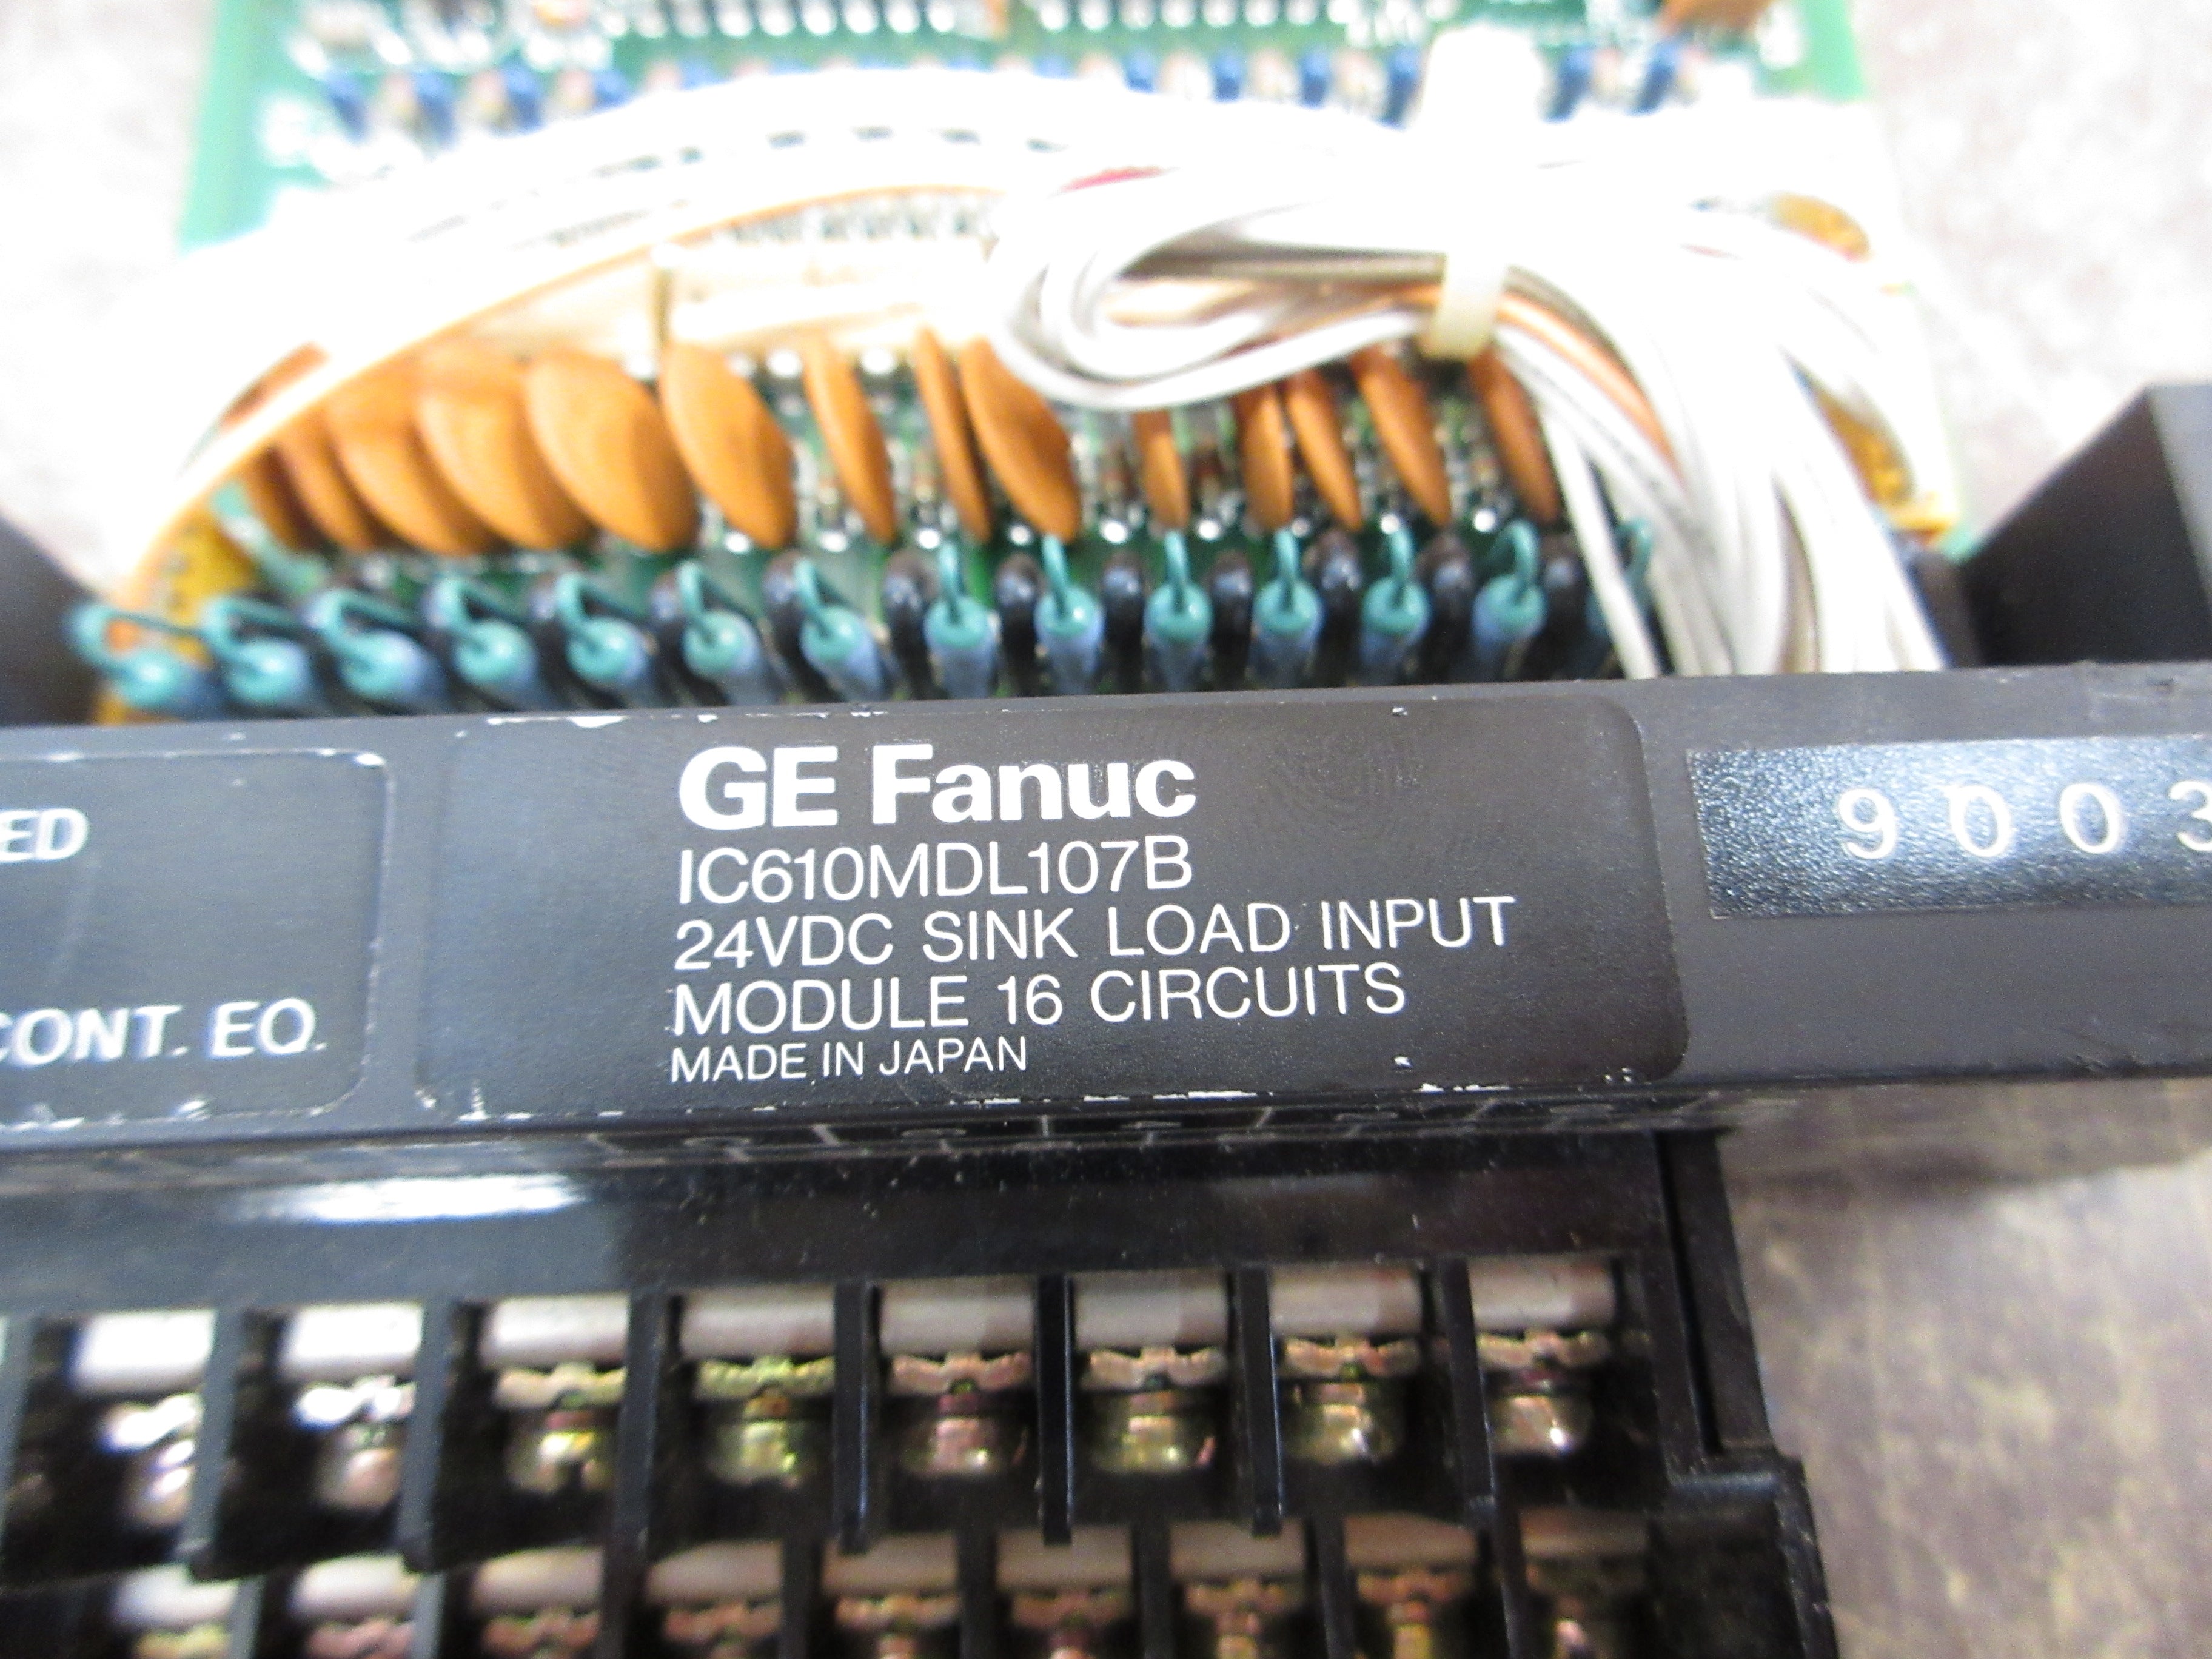 GE Fanuc
IC610MDL107B
24VDC SINK LOAD INPUT
MODULE 16 CIRCUITS
MADE IN JAPAN
ED
CONT. EQ.
9003